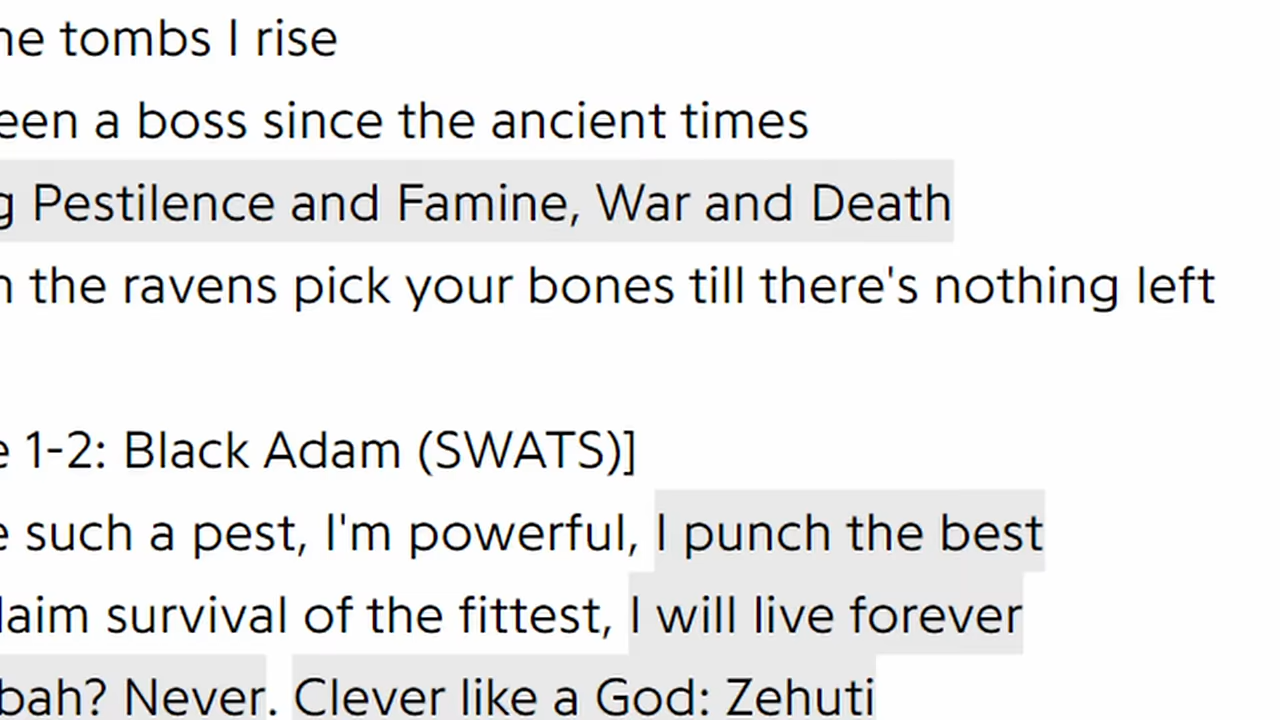 ne tombs I rise
een a boss since the ancient times
g Pestilence and Famine, War and Death
n the ravens pick your bones till there's nothing left
e 1-2: Black Adam (SWATS)]
e such a pest, I'm powerful, I punch the best
laim survival of the fittest, I will live forever
bah? Never. Clever like a God: Zehuti